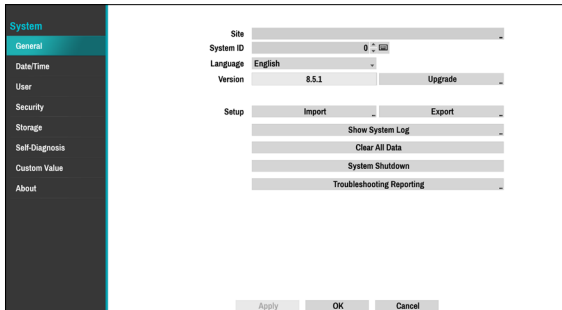 System
General
Date/Time
User
Security
Storage
Self-Diagnosis
Custom Value
About
Site
System ID 0
Language English
Version 8.5.1 Upgrade
Setup Import Export
Show System Log
Clear All Data
System Shutdown
Troubleshooting Reporting
Apply OK Cancel